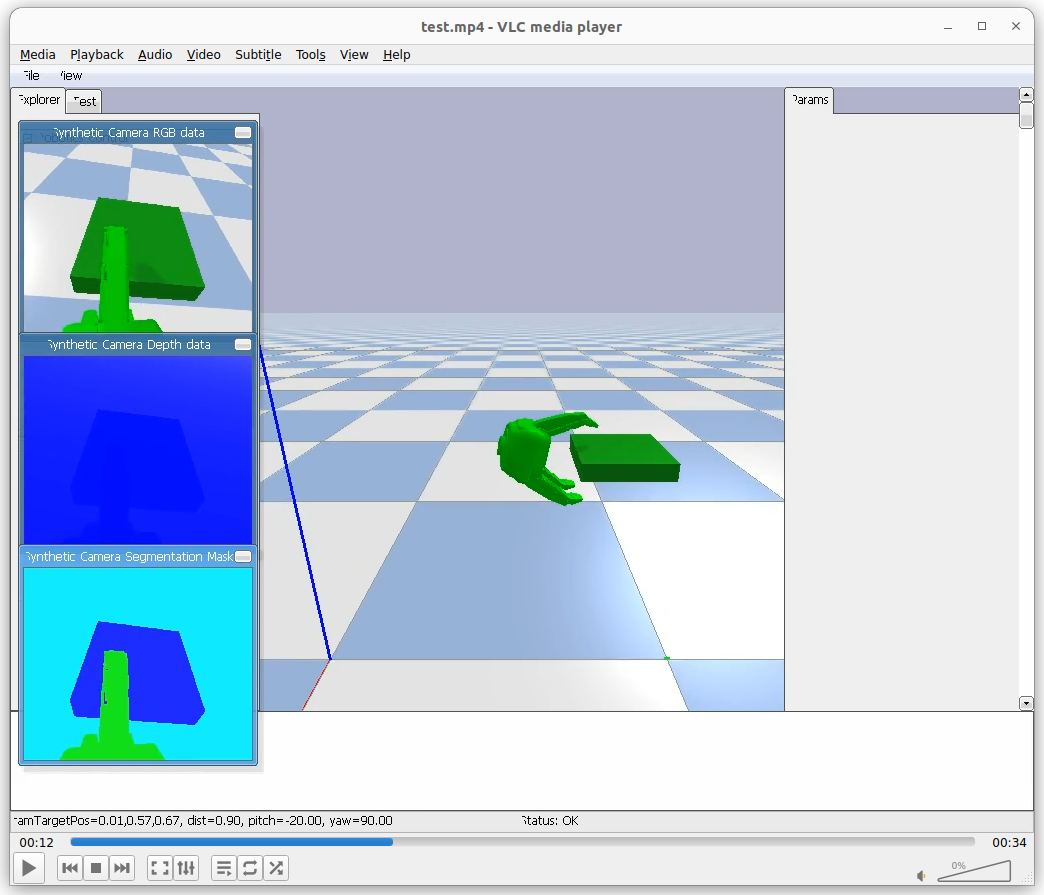 test.mp4 - VLC media player
Media Playback Audio Video Subtitle Tools View Help
File View
Explorer Test Params
Synthetic Camera RGB data
Synthetic Camera Depth data
Synthetic Camera Segmentation Mask
camTargetPos=0.01,0.57,0.67, dist=0.90, pitch=-20.00, yaw=90.00 Status: OK
00:12 00:34
0%